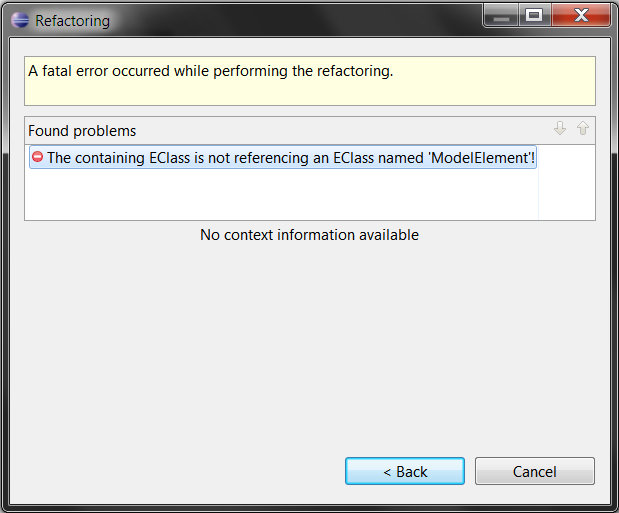 Refactoring
A fatal error occurred while performing the refactoring.
Found problems
The containing EClass is not referencing an EClass named 'ModelElement'!
No context information available
< Back
Cancel